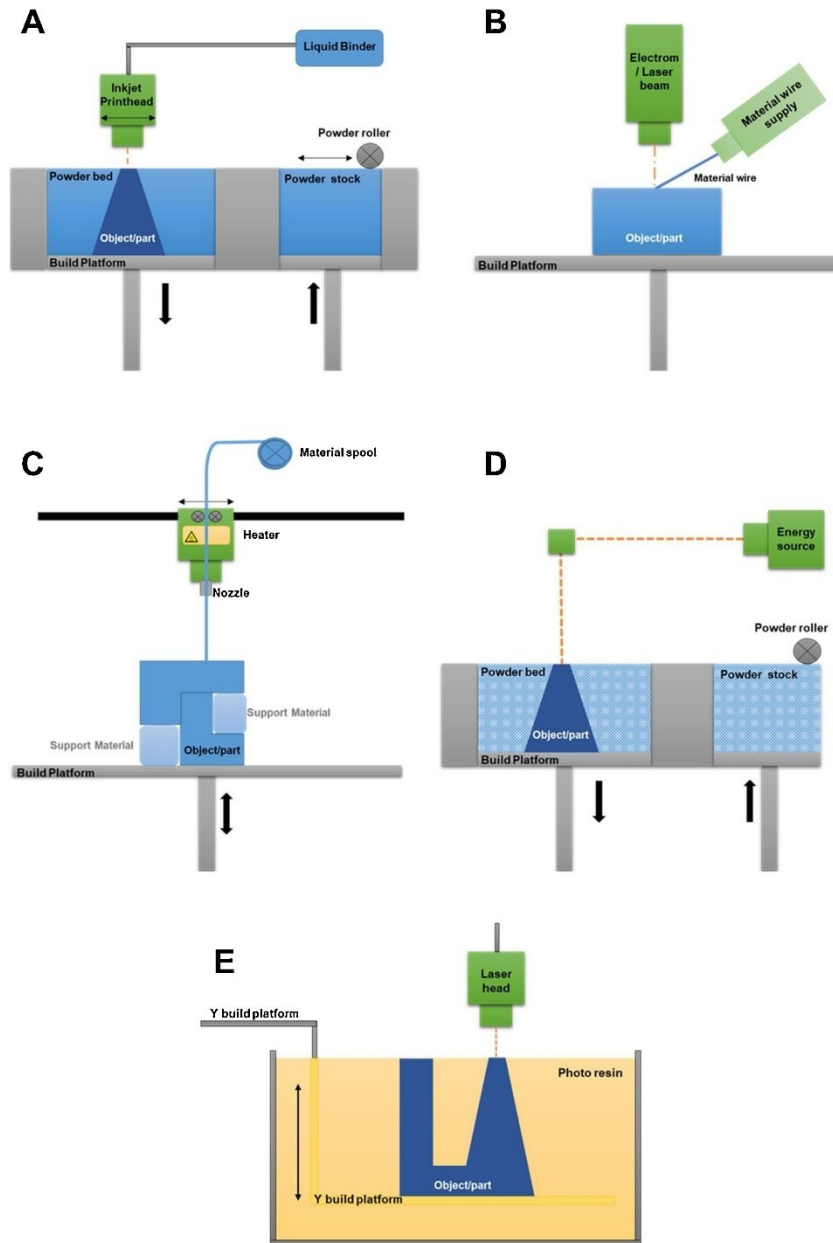 A
Liquid Binder
Inkjet
Printhead
Powder roller
Powder bed
Powder stock
Object/part
Build Platform
B
Electrom
/ Laser
beam
Material wire
supply
Material wire
Object/part
Build Platform
C
Material spool
Heater
Nozzle
Support Material
Support Material
Object/part
Build Platform
D
Energy
source
Powder roller
Powder bed
Powder stock
Object/part
Build Platform
E
Laser
head
Y build platform
Photo resin
Object/part
Y build platform